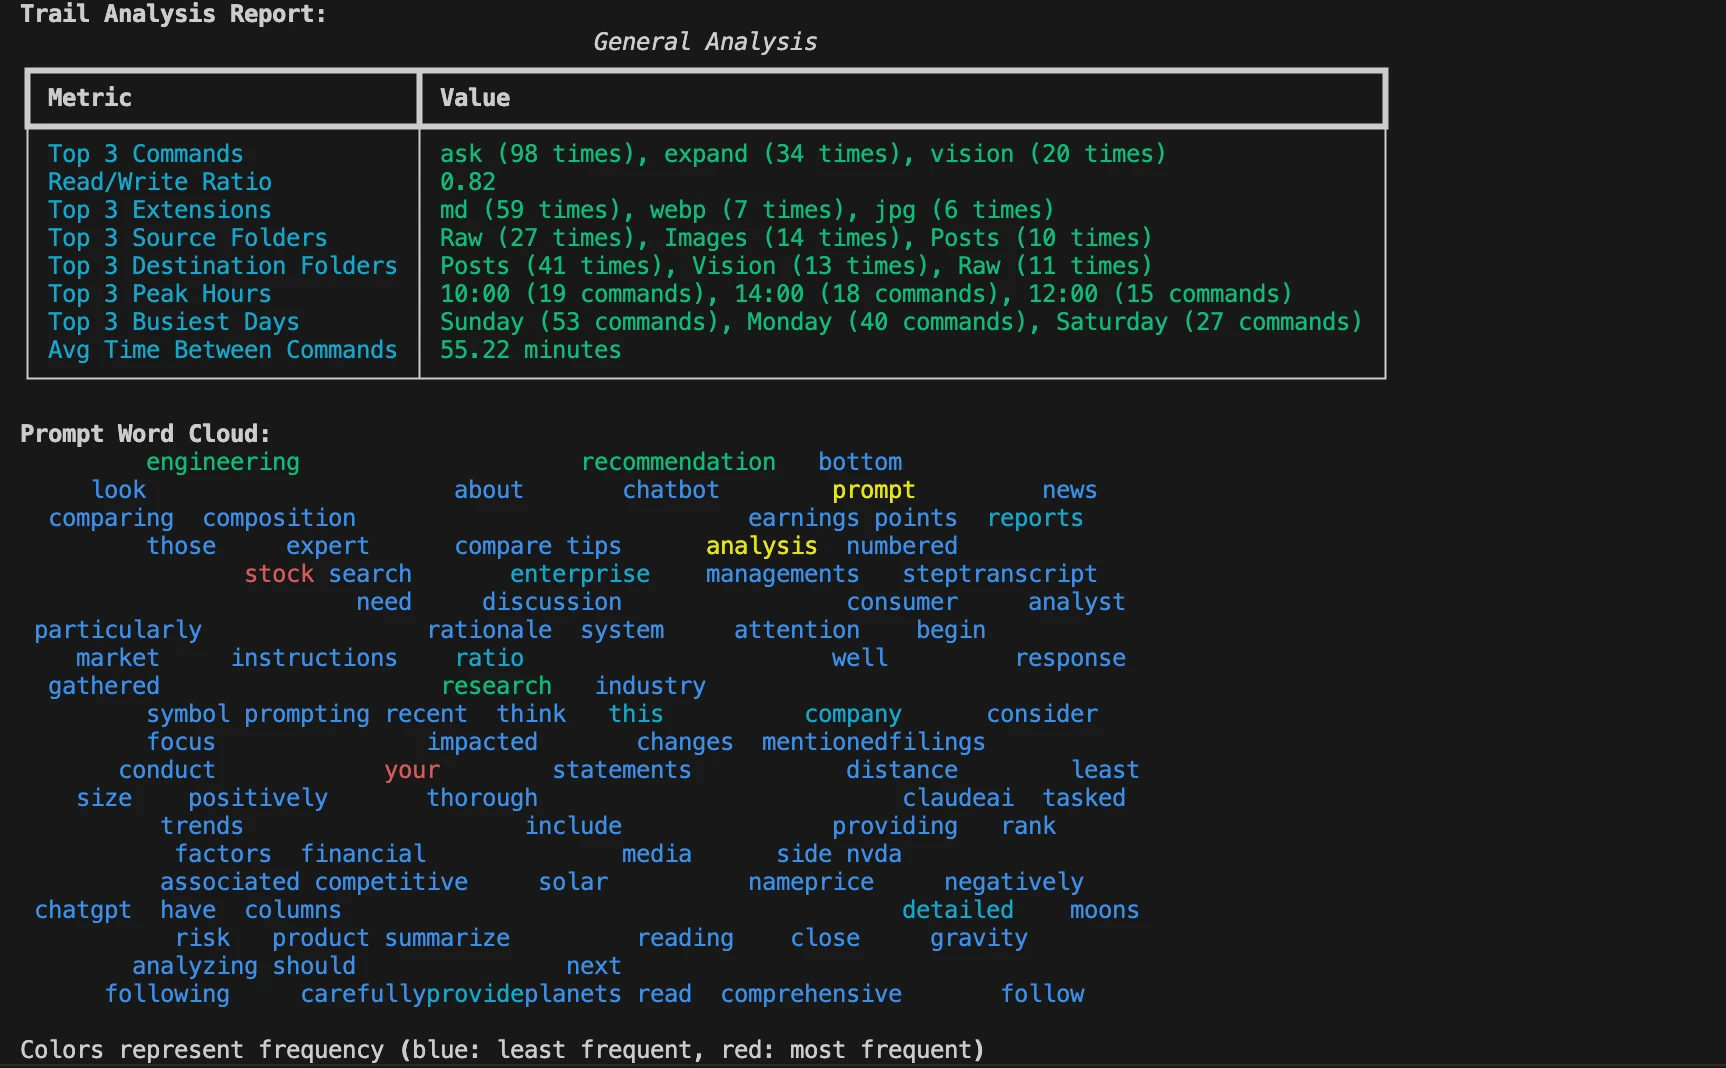 Trail Analysis Report:
General Analysis
Metric Value
Top 3 Commands ask (98 times), expand (34 times), vision (20 times)
Read/Write Ratio 0.82
Top 3 Extensions md (59 times), webp (7 times), jpg (6 times)
Top 3 Source Folders Raw (27 times), Images (14 times), Posts (10 times)
Top 3 Destination Folders Posts (41 times), Vision (13 times), Raw (11 times)
Top 3 Peak Hours 10:00 (19 commands), 14:00 (18 commands), 12:00 (15 commands)
Top 3 Busiest Days Sunday (53 commands), Monday (40 commands), Saturday (27 commands)
Avg Time Between Commands 55.22 minutes
Prompt Word Cloud:
engineering recommendation bottom
look about chatbot prompt news
comparing composition earnings points reports
those expert compare tips analysis numbered
stock search enterprise managements steptranscript
need discussion consumer analyst
particularly rationale system attention begin
market instructions ratio well response
gathered research industry
symbol prompting recent think this company consider
focus impacted changes mentionedfilings
conduct your statements distance least
size positively thorough claudeai tasked
trends include providing rank
factors financial media side nvda
associated competitive solar nameprice negatively
chatgpt have columns detailed moons
risk product summarize reading close gravity
analyzing should next
following carefullyprovideplanets read comprehensive follow
Colors represent frequency (blue: least frequent, red: most frequent)